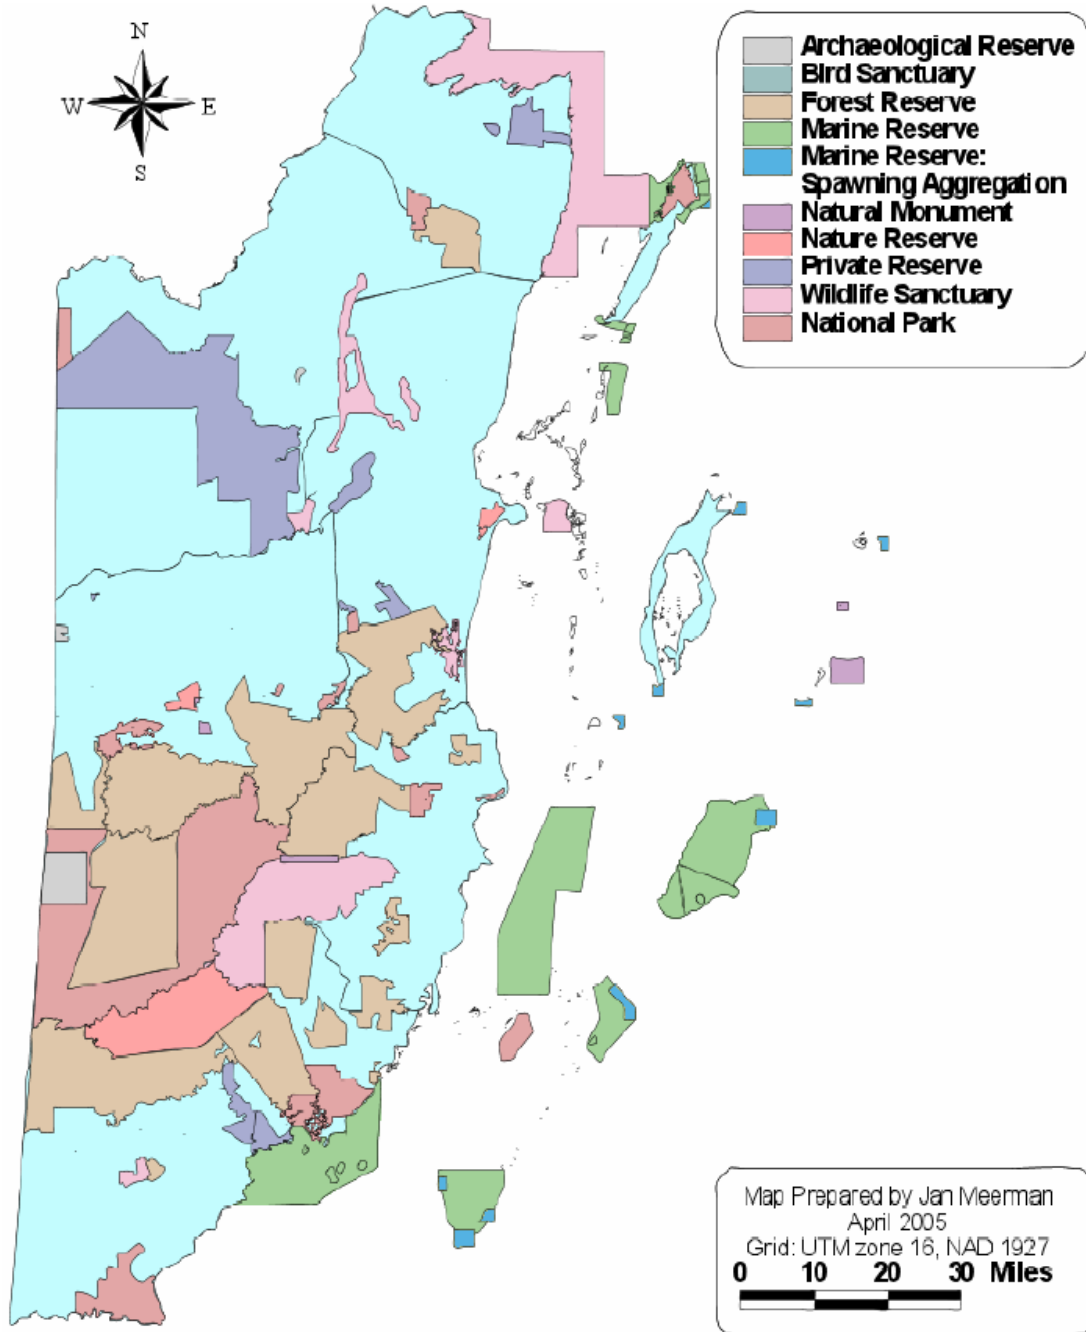 N
W E
S
Archaeological Reserve
Bird Sanctuary
Forest Reserve
Marine Reserve
Marine Reserve:
Spawning Aggregation
Natural Monument
Nature Reserve
Private Reserve
Wildlife Sanctuary
National Park
Map Prepared by Jan Meerman
April 2005
Grid: UTM zone 16, NAD 1927
0 10 20 30 Miles